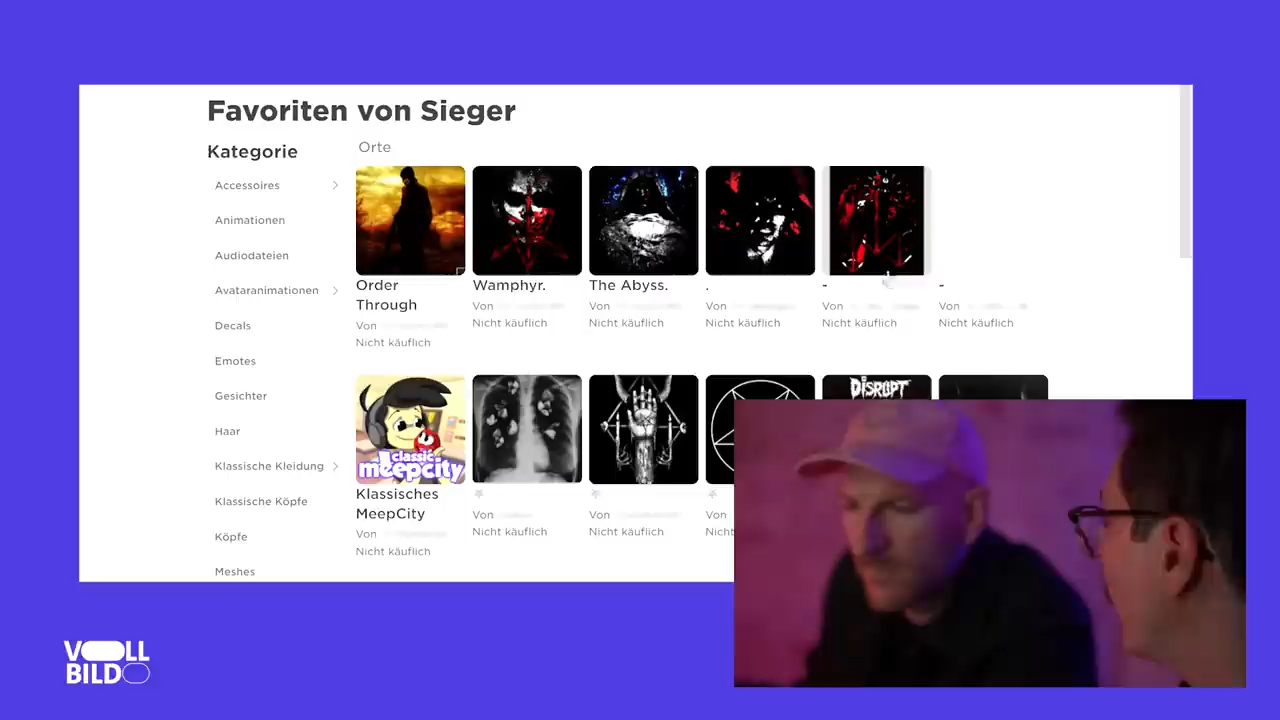 Favoriten von Sieger
Kategorie
Accessoires
Animationen
Audiodateien
Avataranimationen
Decals
Emotes
Gesichter
Haar
Klassische Kleidung
Klassische Köpfe
Köpfe
Meshes
Orte
Order
Through
Von
Nicht käuflich
Wamphyr.
Von
Nicht käuflich
The Abyss.
Von
Nicht käuflich
.
Von
Nicht käuflich
-
Von
Nicht käuflich
-
Von
Nicht käuflich
classic
meepcity
Klassisches
MeepCity
Von
Nicht käuflich
Von
Nicht käuflich
Von
Nicht käuflich
Von
DISRUPT
VOLL
BILD